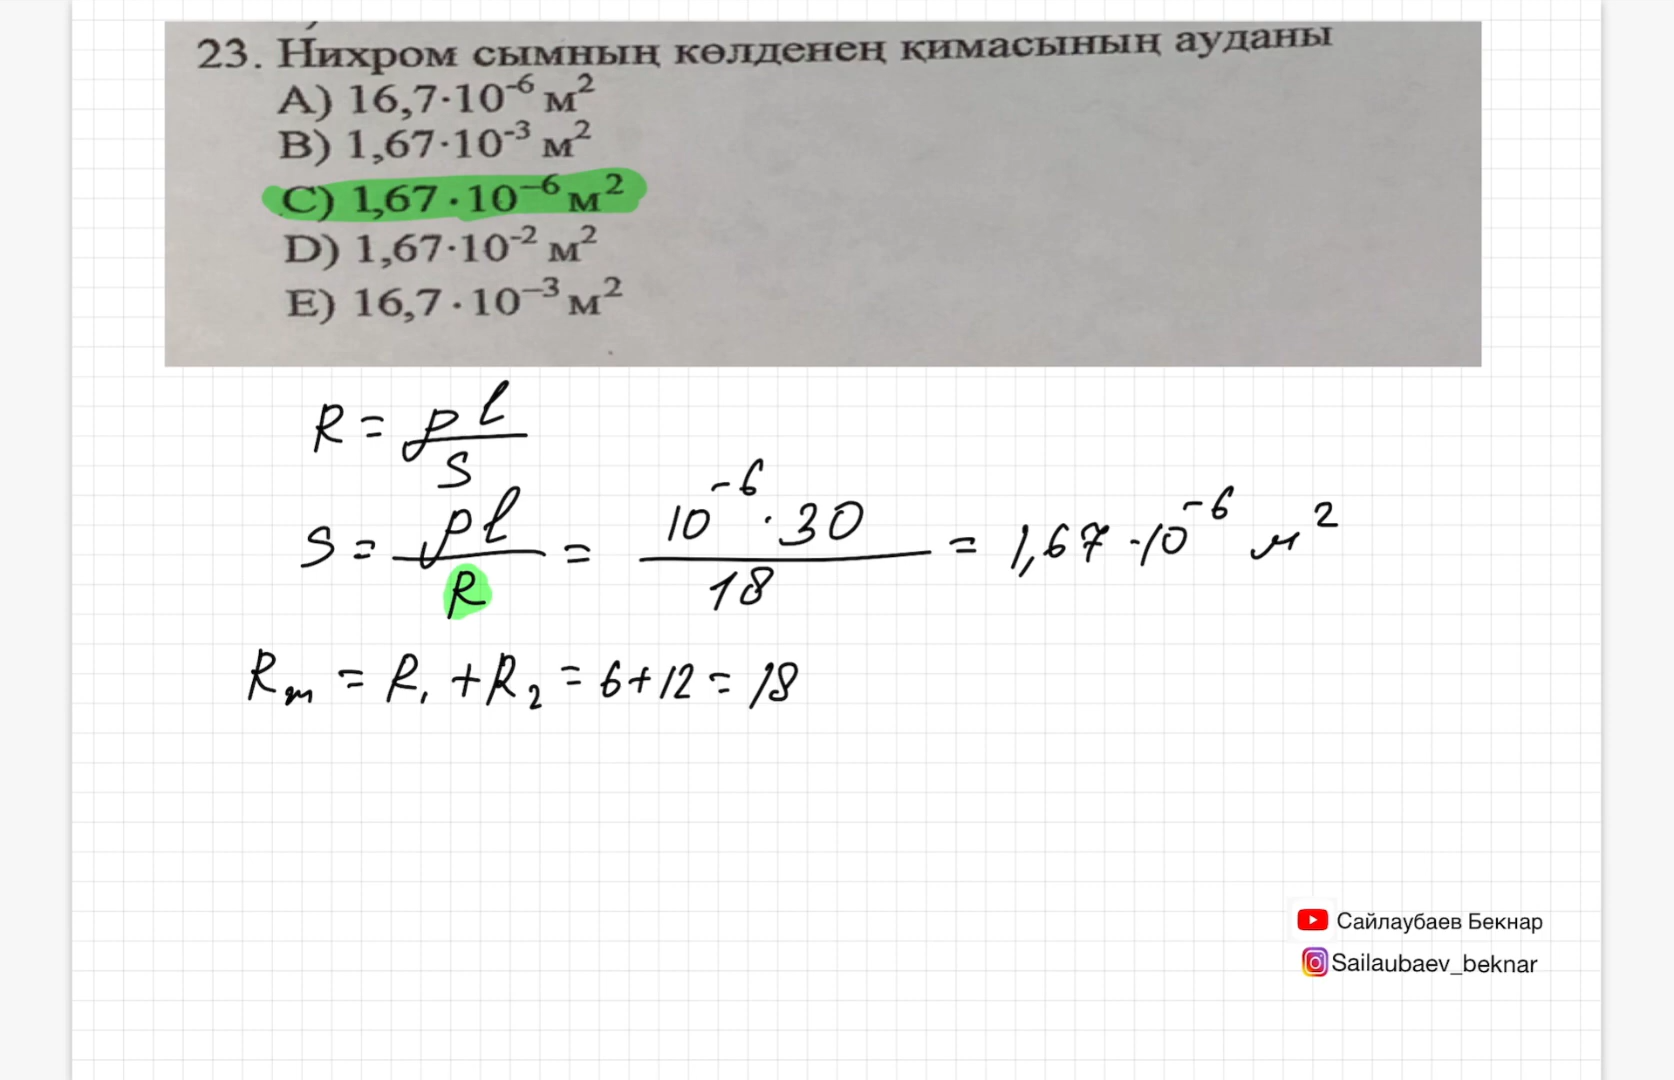 23. Нихром сымның көлденең қимасының ауданы
A) 16,7·10⁻⁶ м²
B) 1,67·10⁻³ м²
C) 1,67·10⁻⁶ м²
D) 1,67·10⁻² м²
E) 16,7·10⁻³ м²
R = ρl/S
S = ρl/R = 10⁻⁶·30/18 = 1,67·10⁻⁶ м²
Rm = R₁ + R₂ = 6+12 = 18
Сайлаубаев Бекнар
Sailaubaev_beknar